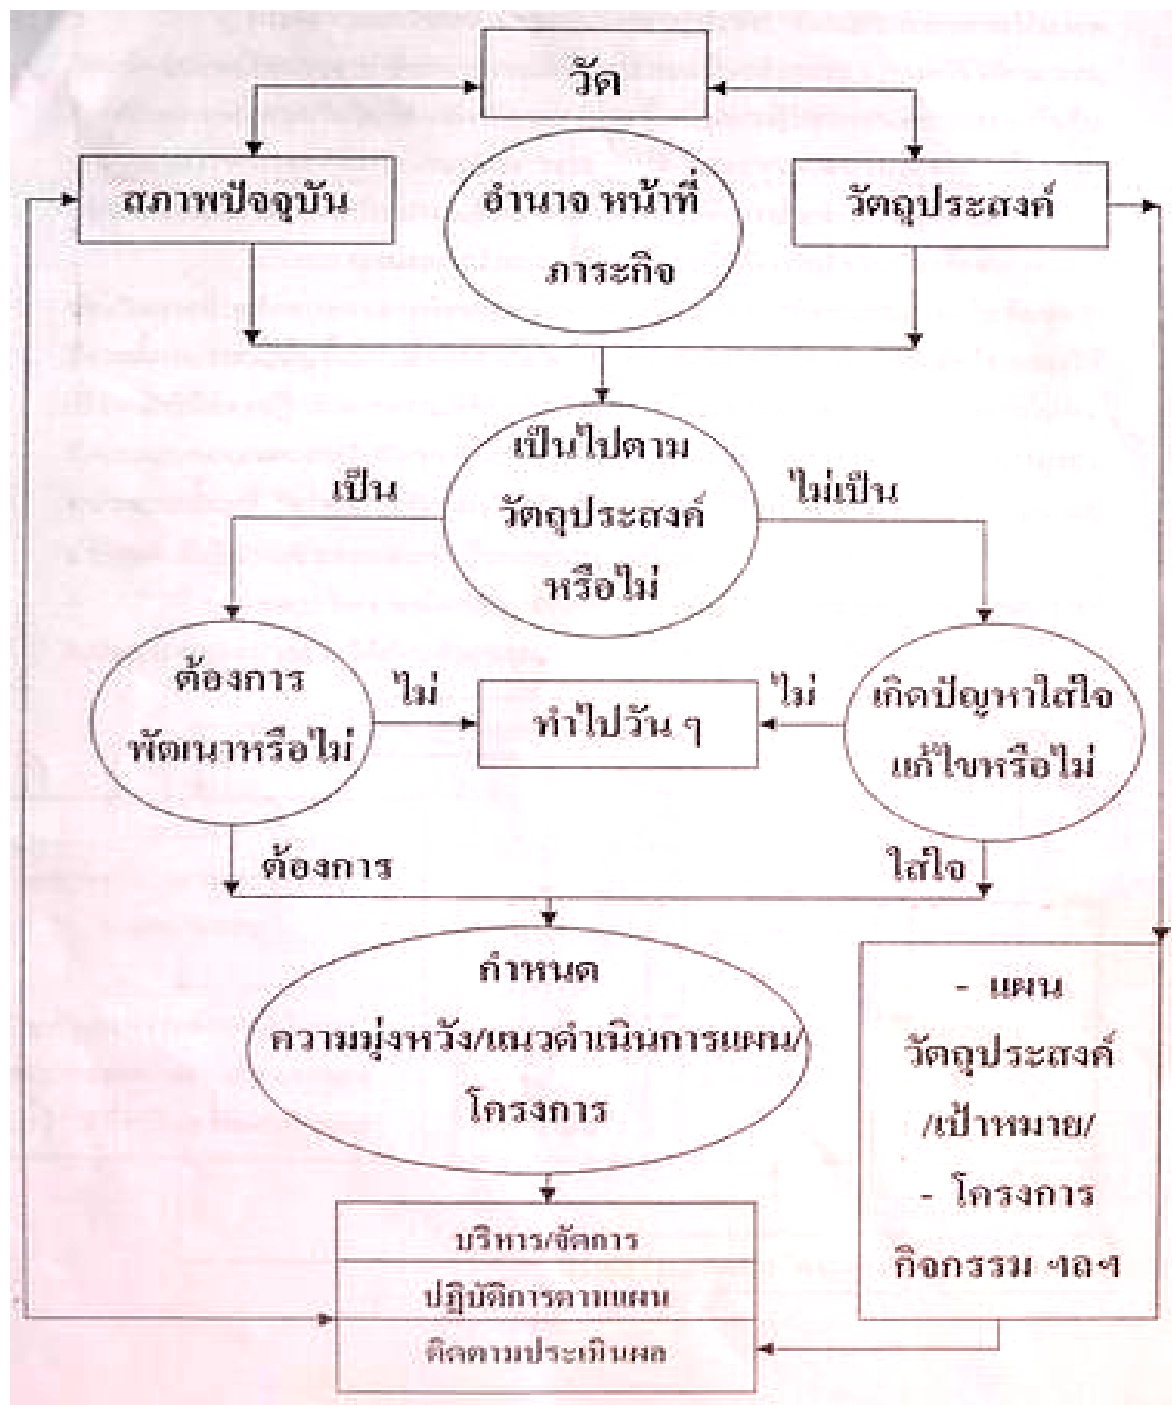 วัด
สภาพปัจจุบัน
อำนาจ หน้าที่
ภาระกิจ
วัตถุประสงค์
เป็นไปตาม
วัตถุประสงค์
หรือไม่
เป็น
ไม่เป็น
ต้องการ
พัฒนาหรือไม่
ไม่
ทำไปวัน ๆ
ไม่
เกิดปัญหาใส่ใจ
แก้ไขหรือไม่
ต้องการ
ใส่ใจ
กำหนด
ความมุ่งหวัง/แนวดำเนินการแผน/
โครงการ
- แผน
วัตถุประสงค์
/เป้าหมาย/
- โครงการ
กิจกรรม ฯลฯ
บริหาร/จัดการ
ปฏิบัติการตามแผน
ติดตามประเมินผล